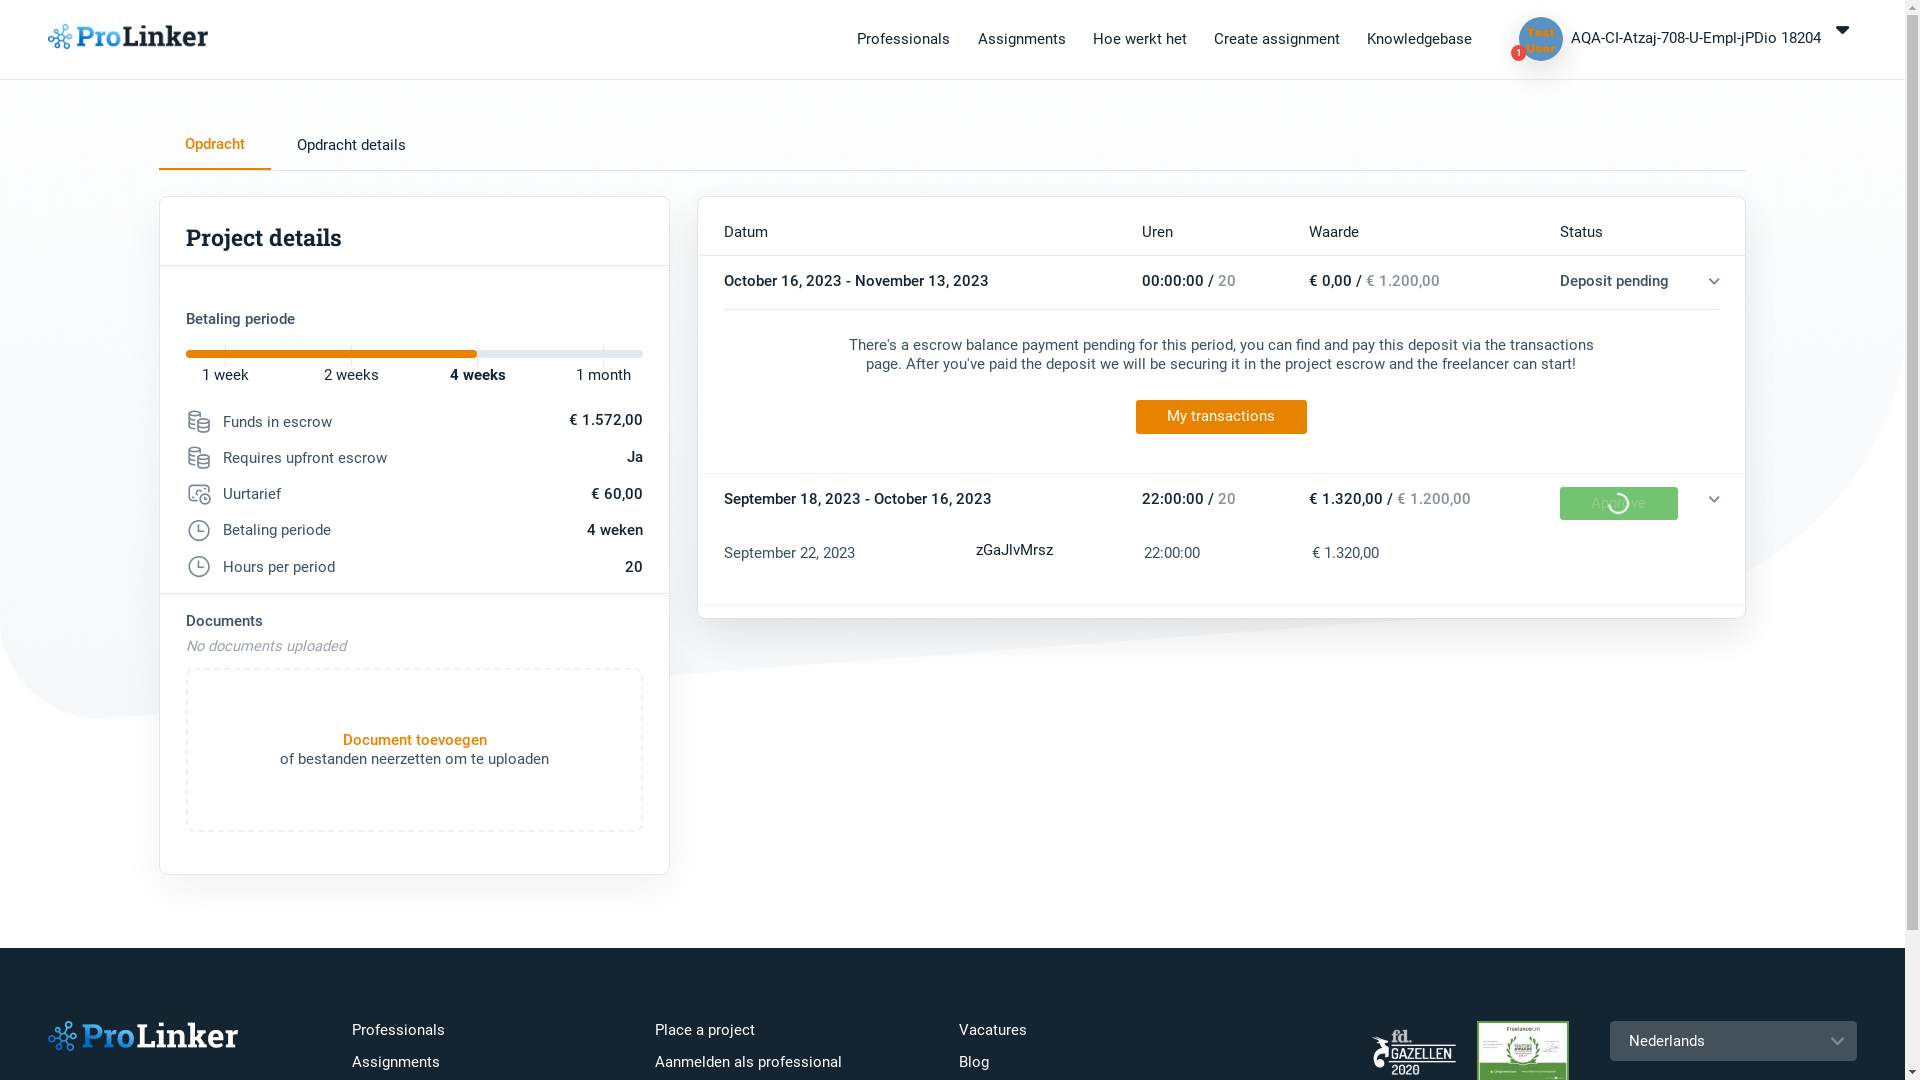 ProLinker
Professionals
Assignments
Hoe werkt het
Create assignment
Knowledgebase
Test User
1
AQA-CI-Atzaj-708-U-Empl-jPDio 18204
Opdracht
Opdracht details
Project details
Betaling periode
1 week
2 weeks
4 weeks
1 month
Funds in escrow € 1.572,00
Requires upfront escrow Ja
Uurtarief € 60,00
Betaling periode 4 weken
Hours per period 20
Documents
No documents uploaded
Document toevoegen
of bestanden neerzetten om te uploaden
Datum Uren Waarde Status
October 16, 2023 - November 13, 2023 00:00:00 / 20 € 0,00 / € 1.200,00 Deposit pending
There's a escrow balance payment pending for this period, you can find and pay this deposit via the transactions
page. After you've paid the deposit we will be securing it in the project escrow and the freelancer can start!
My transactions
September 18, 2023 - October 16, 2023 22:00:00 / 20 € 1.320,00 / € 1.200,00 Approve
September 22, 2023 zGaJlvMrsz 22:00:00 € 1.320,00
ProLinker
Professionals
Assignments
Place a project
Aanmelden als professional
Vacatures
Blog
fd.
GAZELLEN
2020
Freelancer.nl
Nederlands